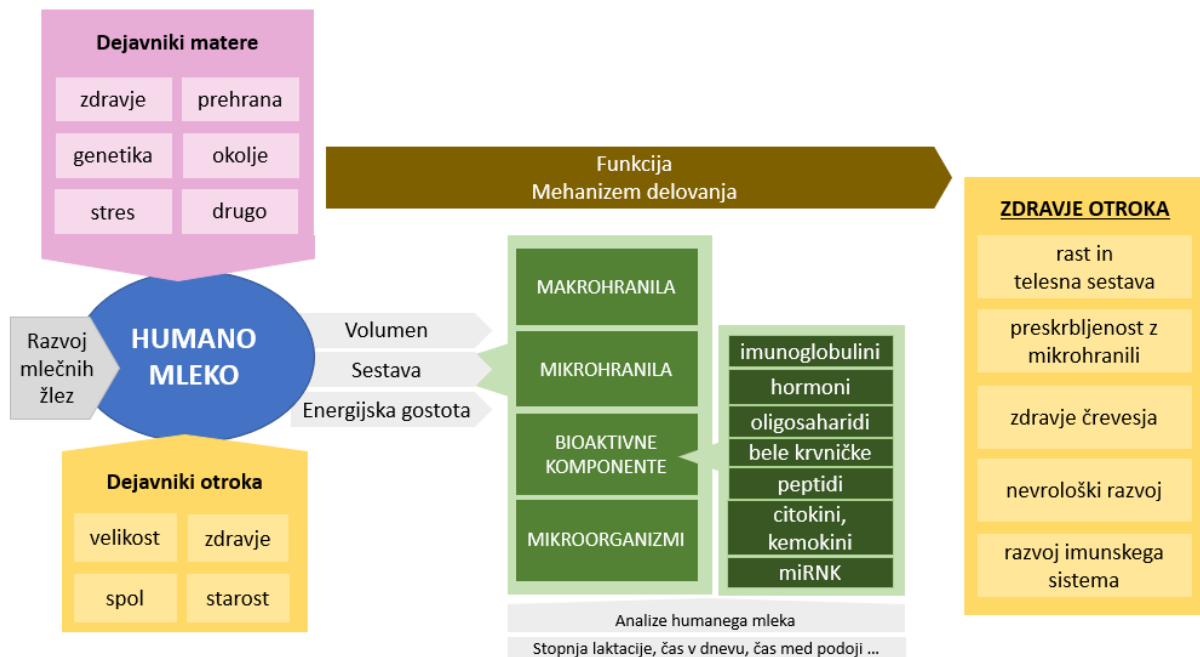 Dejavniki matere
zdravje
prehrana
genetika
okolje
stres
drugo
Funkcija
Mehanizem delovanja
Razvoj
mlečnih
žlez
HUMANO
MLEKO
Volumen
Sestava
Energijska gostota
Dejavniki otroka
velikost
zdravje
spol
starost
MAKROHRANILA
MIKROHRANILA
BIOAKTIVNE
KOMPONENTE
MIKROORGANIZMI
imunoglobulini
hormoni
oligosaharidi
bele krvničke
peptidi
citokini,
kemokini
miRNK
Analize humanega mleka
Stopnja laktacije, čas v dnevu, čas med podoji …
ZDRAVJE OTROKA
rast in
telesna sestava
preskrbljenost z
mikrohranili
zdravje črevesja
nevrološki razvoj
razvoj imunskega
sistema